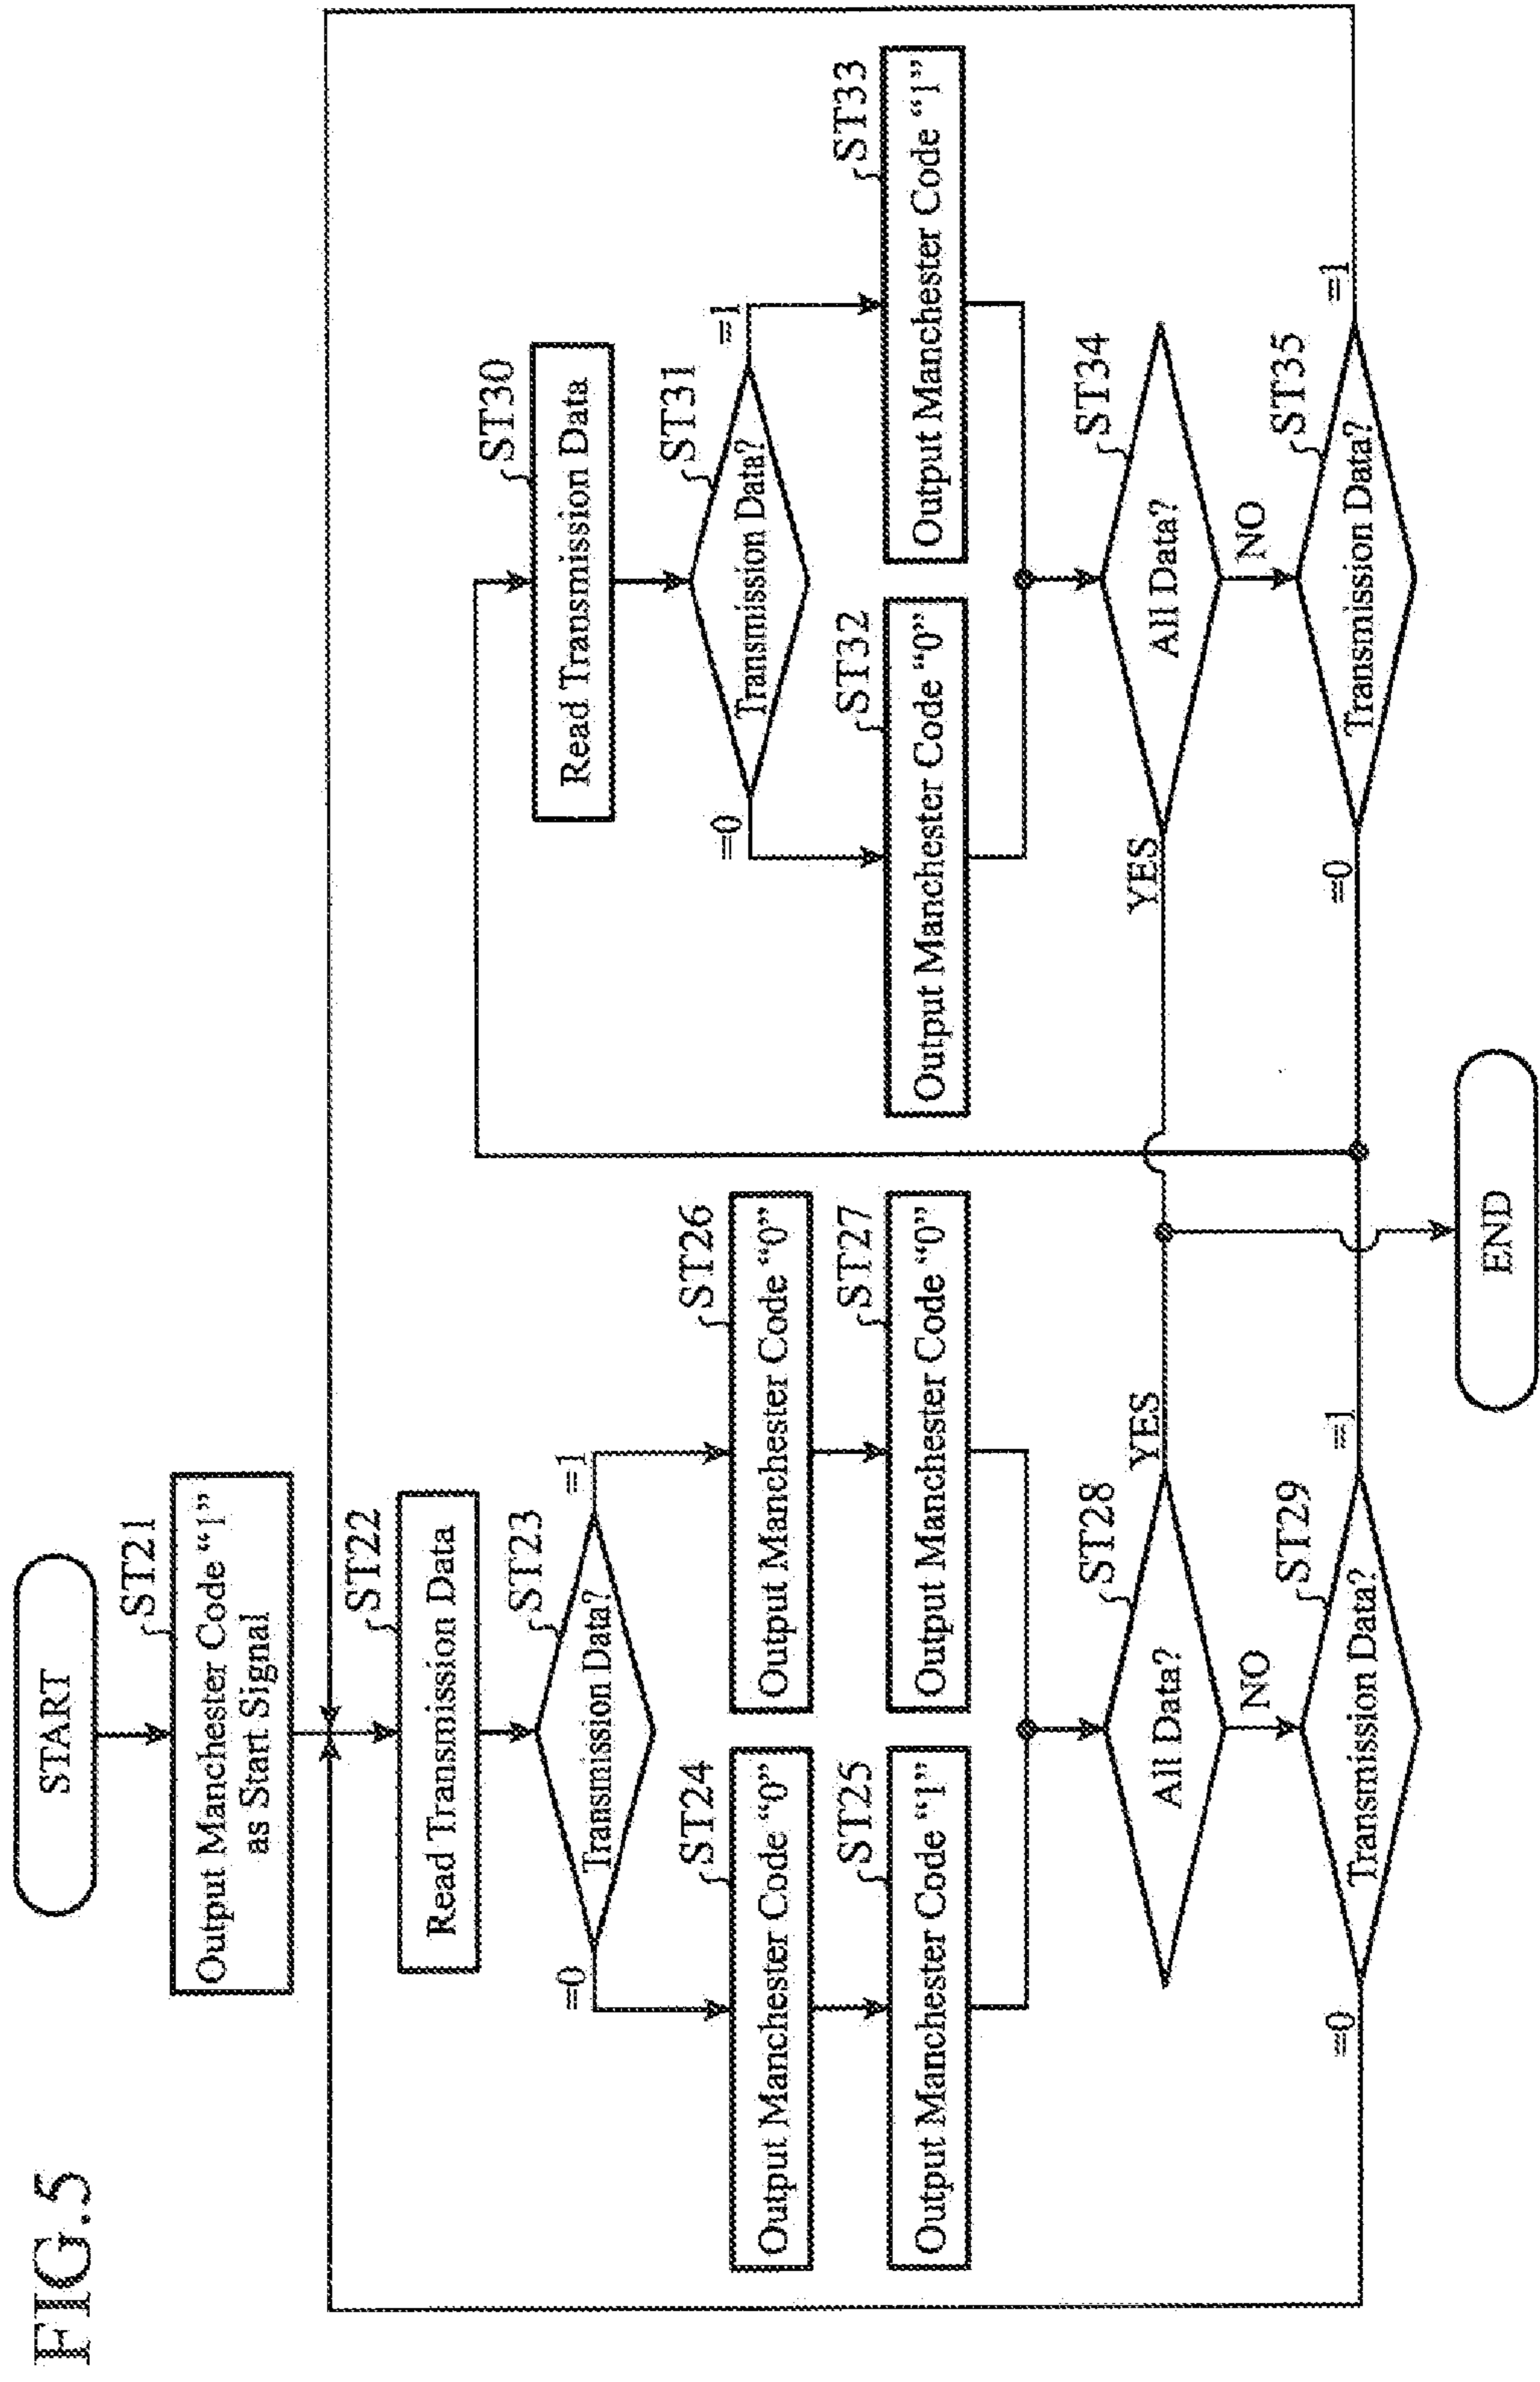 FIG.5
START
ST21
Output Manchester Code “1”
as Start Signal
ST22
Read Transmission Data
ST23
Transmission Data?
=0
=1
ST24
Output Manchester Code “0”
ST26
Output Manchester Code “0”
ST25
Output Manchester Code “1”
ST27
Output Manchester Code “0”
ST28
All Data?
YES
NO
ST29
Transmission Data?
=0
=1
ST30
Read Transmission Data
ST31
Transmission Data?
=0
=1
ST32
Output Manchester Code “0”
ST33
Output Manchester Code “1”
ST34
All Data?
YES
NO
ST35
Transmission Data?
=0
=1
END